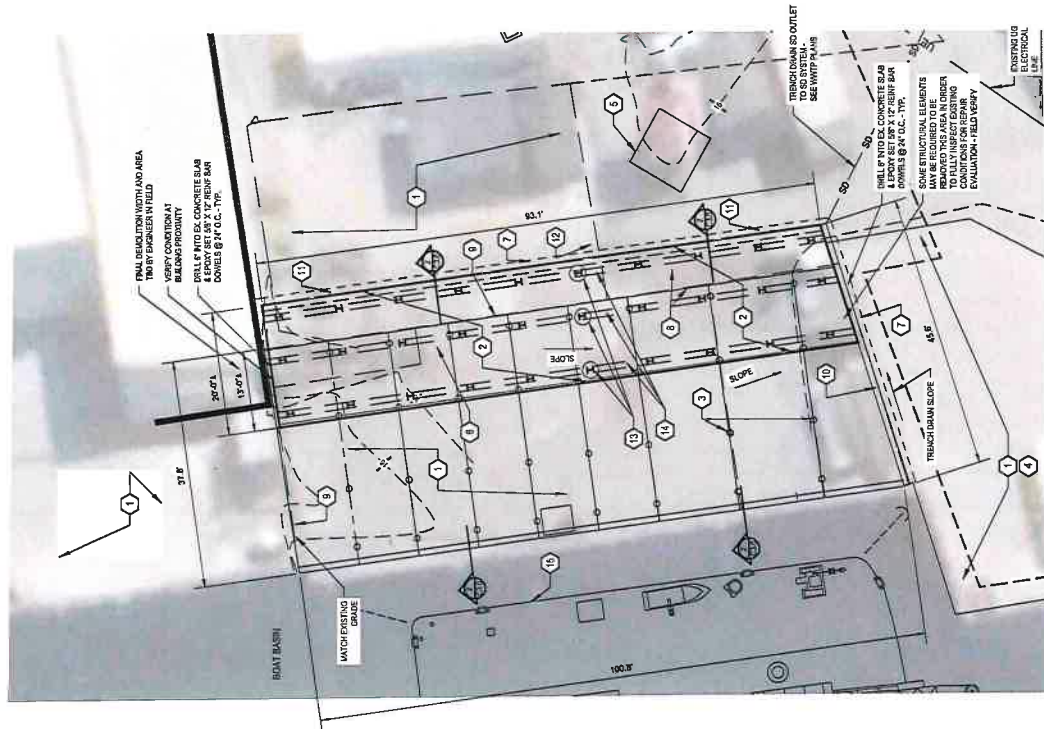 FINAL DEMOLITION WIDTH AND AREA
TBD BY ENGINEER IN FIELD
VERIFY CONDITION AT
BUILDING PROXIMITY
DRILL 6" INTO EX. CONCRETE SLAB
& EPOXY SET 5/8" X 12" REINF BAR
DOWELS @ 24" O.C. - TYP.
37.8'
20'-0"±
13'-0"±
1
9
MATCH EXISTING
GRADE
BOAT BASIN
11
93.1'
9
7
12
1
5
TRENCH DRAIN SD OUTLET
TO SD SYSTEM -
SEE WWTP PLANS
SD
SD
SD
EXISTING UG
ELECTRICAL
LINE
DRILL 6" INTO EX. CONCRETE SLAB
& EPOXY SET 5/8" X 12" REINF BAR
DOWELS @ 24" O.C. - TYP.
SOME STRUCTURAL ELEMENTS
MAY BE REQUIRED TO BE
REMOVED THIS AREA IN ORDER
TO FULLY INSPECT EXISTING
CONDITIONS FOR REPAIR
EVALUATION - FIELD VERIFY
11
2
6
1
SLOPE
8
2
13
14
3
SLOPE
10
7
45.6'
TRENCH DRAIN SLOPE
1
4
15
100.8'